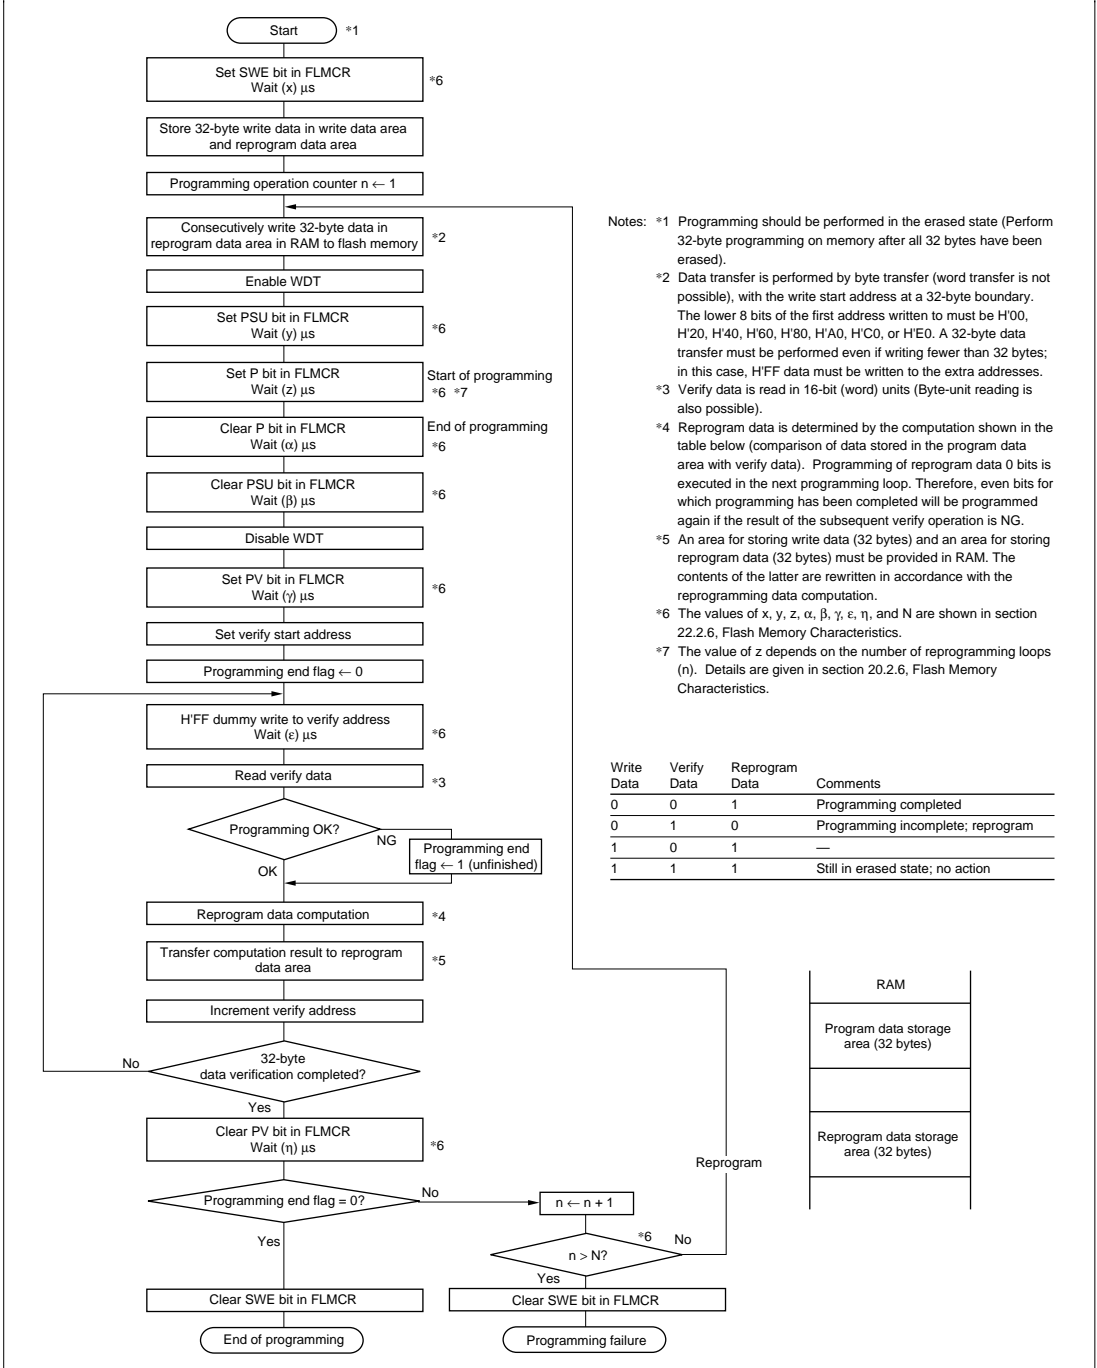 Start *1
Set SWE bit in FLMCR
Wait (x) µs
*6
Store 32-byte write data in write data area
and reprogram data area
Programming operation counter n ← 1
Consecutively write 32-byte data in
reprogram data area in RAM to flash memory
*2
Enable WDT
Set PSU bit in FLMCR
Wait (y) µs
*6
Set P bit in FLMCR
Wait (z) µs
Start of programming
*6 *7
Clear P bit in FLMCR
Wait (α) µs
End of programming
*6
Clear PSU bit in FLMCR
Wait (β) µs
*6
Disable WDT
Set PV bit in FLMCR
Wait (γ) µs
*6
Set verify start address
Programming end flag ← 0
H'FF dummy write to verify address
Wait (ε) µs
*6
Read verify data
*3
Programming OK?
NG
Programming end
flag ← 1 (unfinished)
OK
Reprogram data computation
*4
Transfer computation result to reprogram
data area
*5
Increment verify address
32-byte
data verification completed?
No
Yes
Clear PV bit in FLMCR
Wait (η) µs
*6
Programming end flag = 0?
No
Yes
n ← n + 1
n > N?
*6
No
Yes
Reprogram
Clear SWE bit in FLMCR
Clear SWE bit in FLMCR
End of programming
Programming failure
Notes: *1 Programming should be performed in the erased state (Perform
32-byte programming on memory after all 32 bytes have been
erased).
*2 Data transfer is performed by byte transfer (word transfer is not
possible), with the write start address at a 32-byte boundary.
The lower 8 bits of the first address written to must be H'00,
H'20, H'40, H'60, H'80, H'A0, H'C0, or H'E0. A 32-byte data
transfer must be performed even if writing fewer than 32 bytes;
in this case, H'FF data must be written to the extra addresses.
*3 Verify data is read in 16-bit (word) units (Byte-unit reading is
also possible).
*4 Reprogram data is determined by the computation shown in the
table below (comparison of data stored in the program data
area with verify data). Programming of reprogram data 0 bits is
executed in the next programming loop. Therefore, even bits for
which programming has been completed will be programmed
again if the result of the subsequent verify operation is NG.
*5 An area for storing write data (32 bytes) and an area for storing
reprogram data (32 bytes) must be provided in RAM. The
contents of the latter are rewritten in accordance with the
reprogramming data computation.
*6 The values of x, y, z, α, β, γ, ε, η, and N are shown in section
22.2.6, Flash Memory Characteristics.
*7 The value of z depends on the number of reprogramming loops
(n). Details are given in section 20.2.6, Flash Memory
Characteristics.
Write Verify Reprogram
Data Data Data Comments
0 0 1 Programming completed
0 1 0 Programming incomplete; reprogram
1 0 1 —
1 1 1 Still in erased state; no action
RAM
Program data storage
area (32 bytes)
Reprogram data storage
area (32 bytes)